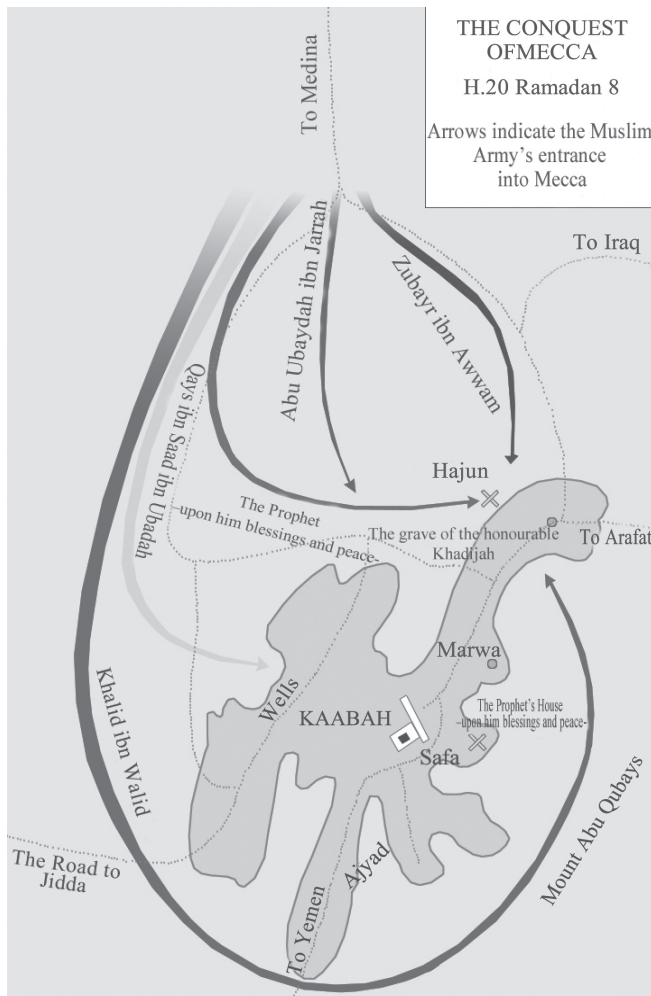 THE CONQUEST
OFMECCA
H.20 Ramadan 8
Arrows indicate the Muslim
Army's entrance
into Mecca
To Medina
To Iraq
Abu Ubaydah ibn Jarrah
Zubayr ibn Awwam
Qays ibn Saad ibn Ubadah
Hajun
The Prophet
-upon him blessings and peace-
The grave of the honourable
Khadijah
To Arafat
Marwa
Khalid ibn Walid
Wells
KAABAH
The Prophet's House
-upon him blessings and peace-
Safa
Mount Abu Qubays
The Road to
Jidda
Ajyad
To Yemen